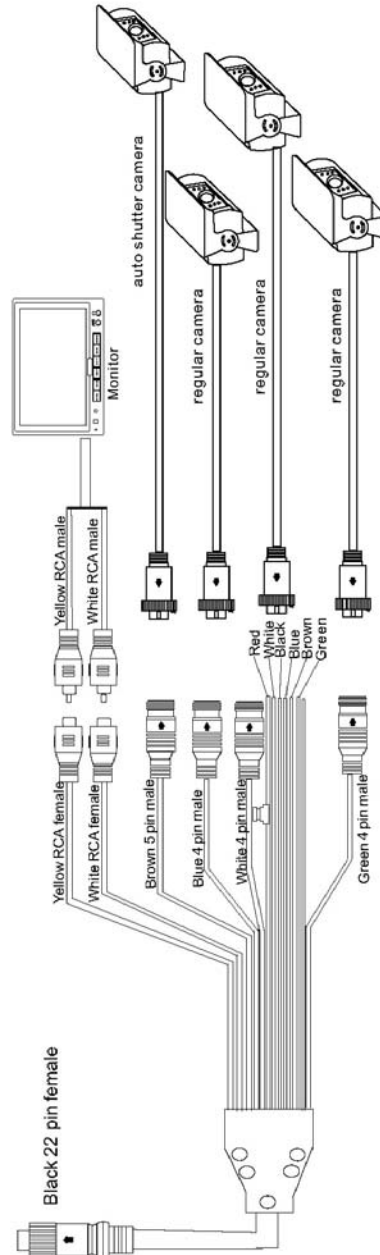 auto shutter camera
regular camera
regular camera
regular camera
Monitor
Yellow RCA male
White RCA male
Yellow RCA female
White RCA female
Brown 5 pin male
Blue 4 pin male
White 4 pin male
Red
White
Black
Blue
Brown
Green
Green 4 pin male
Black 22 pin female